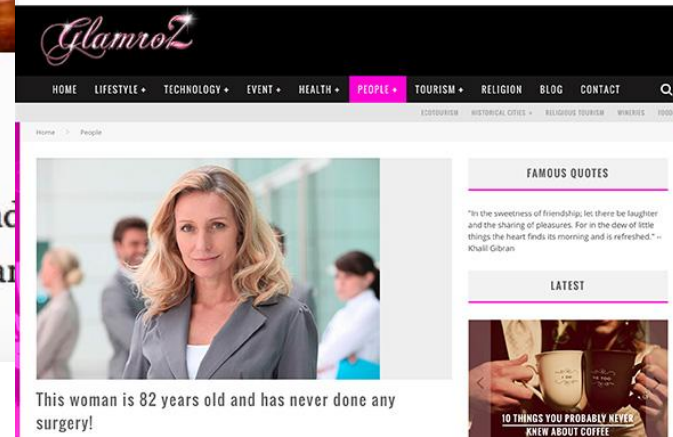 GlamroZ
HOME LIFESTYLE + TECHNOLOGY + EVENT + HEALTH + PEOPLE + TOURISM + RELIGION BLOG CONTACT
ECOTOURISM HISTORICAL CITIES + RELIGIOUS TOURISM WINERIES FOOD
Home > People
FAMOUS QUOTES
"In the sweetness of friendship; let there be laughter
and the sharing of pleasures. For in the dew of little
things the heart finds its morning and is refreshed." –
Khalil Gibran
LATEST
10 THINGS YOU PROBABLY NEVER
KNEW ABOUT COFFEE
This woman is 82 years old and has never done any
surgery!